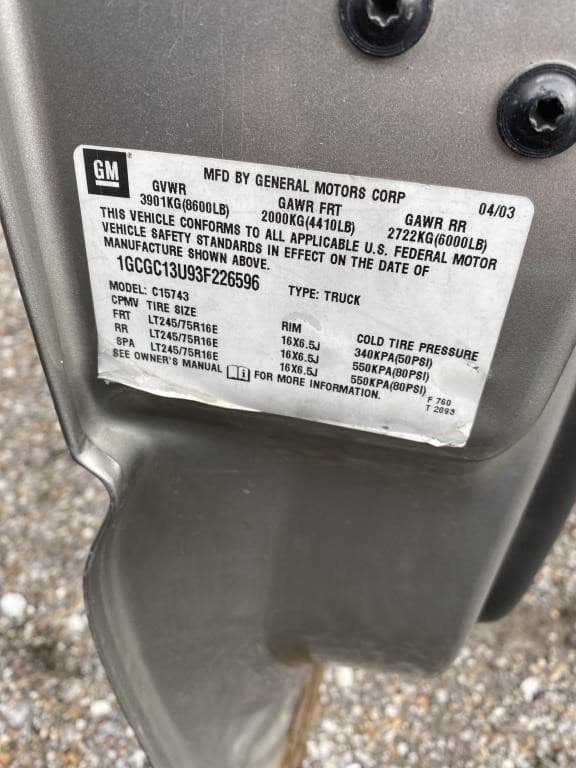 GM
MFD BY GENERAL MOTORS CORP 04/03
GVWR GAWR FRT GAWR RR
3901KG(8600LB) 2000KG(4410LB) 2722KG(6000LB)
THIS VEHICLE CONFORMS TO ALL APPLICABLE U.S. FEDERAL MOTOR
VEHICLE SAFETY STANDARDS IN EFFECT ON THE DATE OF
MANUFACTURE SHOWN ABOVE.
1GCGC13U93F226596 TYPE: TRUCK
MODEL: C15743
CPMV TIRE SIZE RIM COLD TIRE PRESSURE
FRT LT245/75R16E 16X6.5J 340KPA(50PSI)
RR LT245/75R16E 16X6.5J 550KPA(80PSI)
SPA LT245/75R16E 16X6.5J 550KPA(80PSI)
SEE OWNER'S MANUAL FOR MORE INFORMATION.
F 760
T 2093